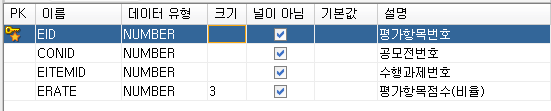 PK 이름 데이터 유형 크기 널이 아님 기본값 설명
EID NUMBER 평가항목번호
CONID NUMBER 공모전번호
EITEMID NUMBER 수행과제번호
ERATE NUMBER 3 평가항목점수(비율)